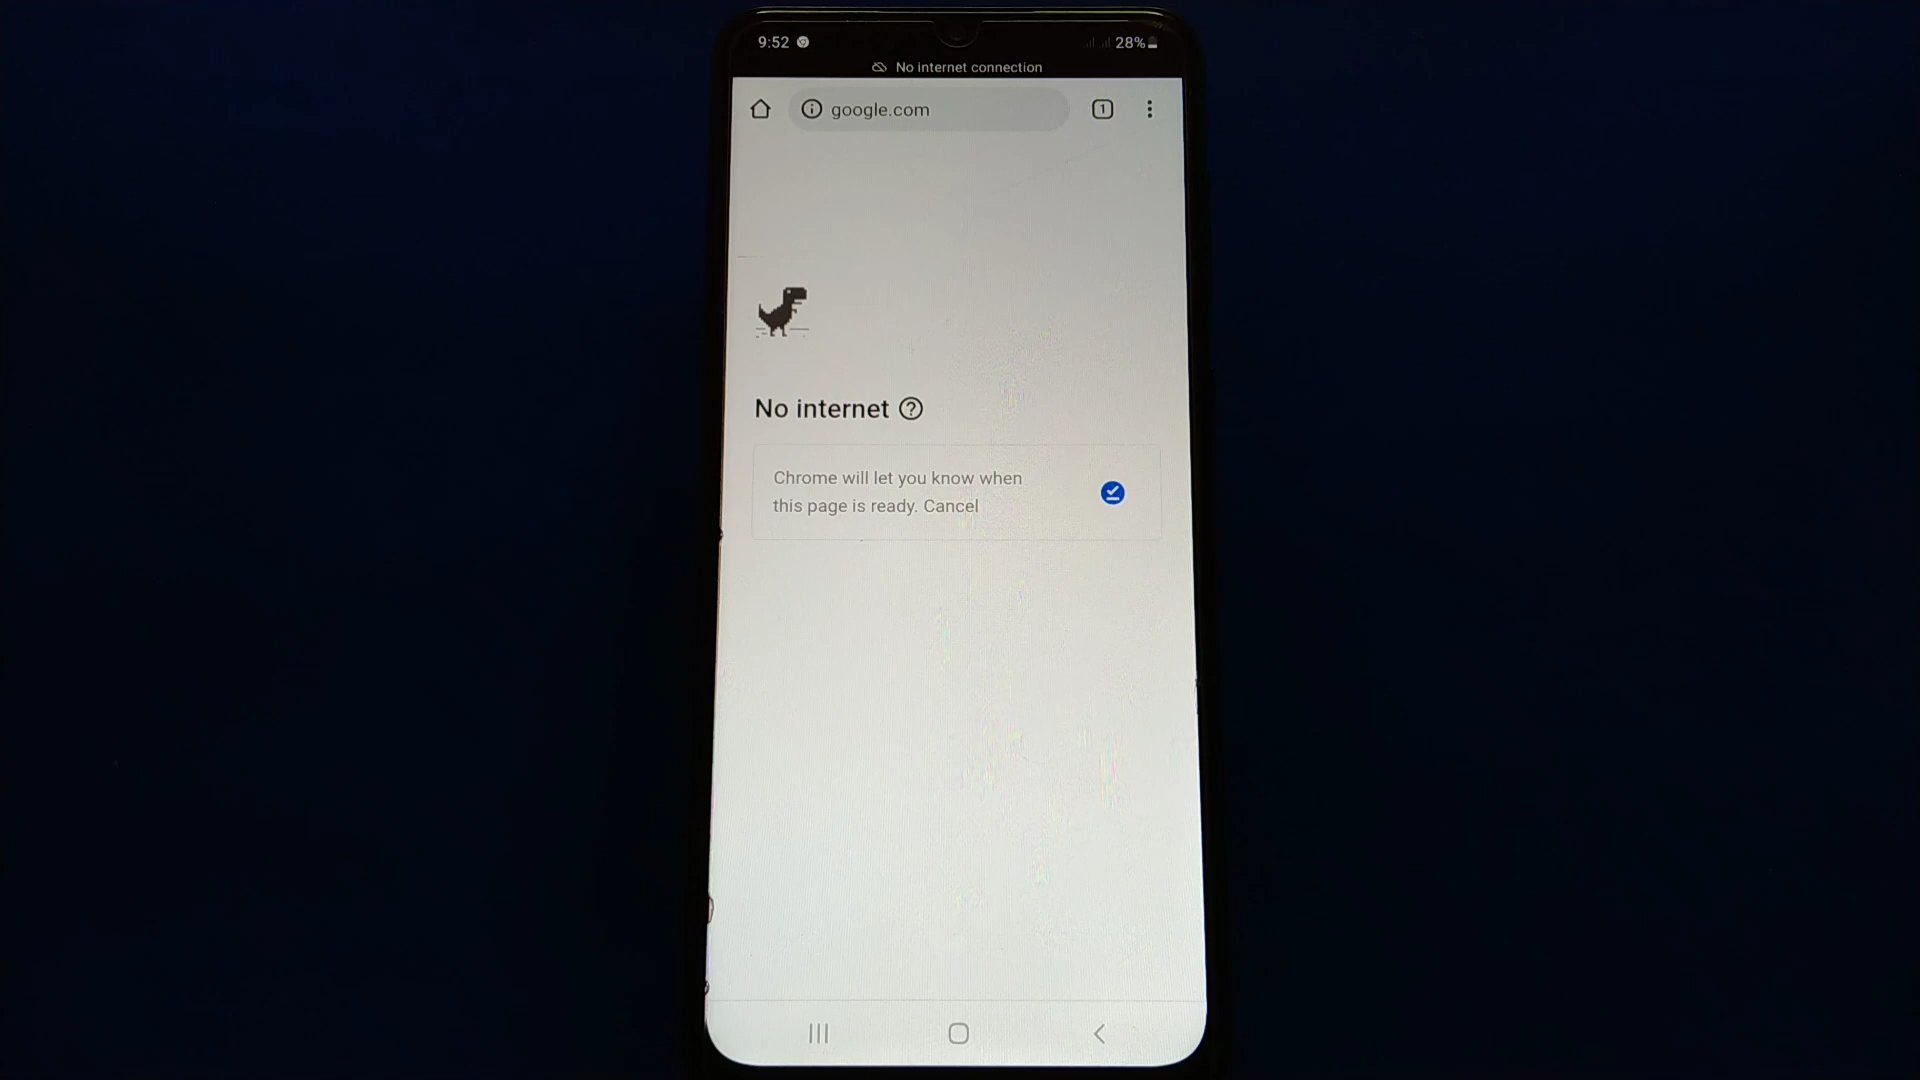 9:52
28%
No internet connection
google.com
1
No internet
Chrome will let you know when
this page is ready. Cancel